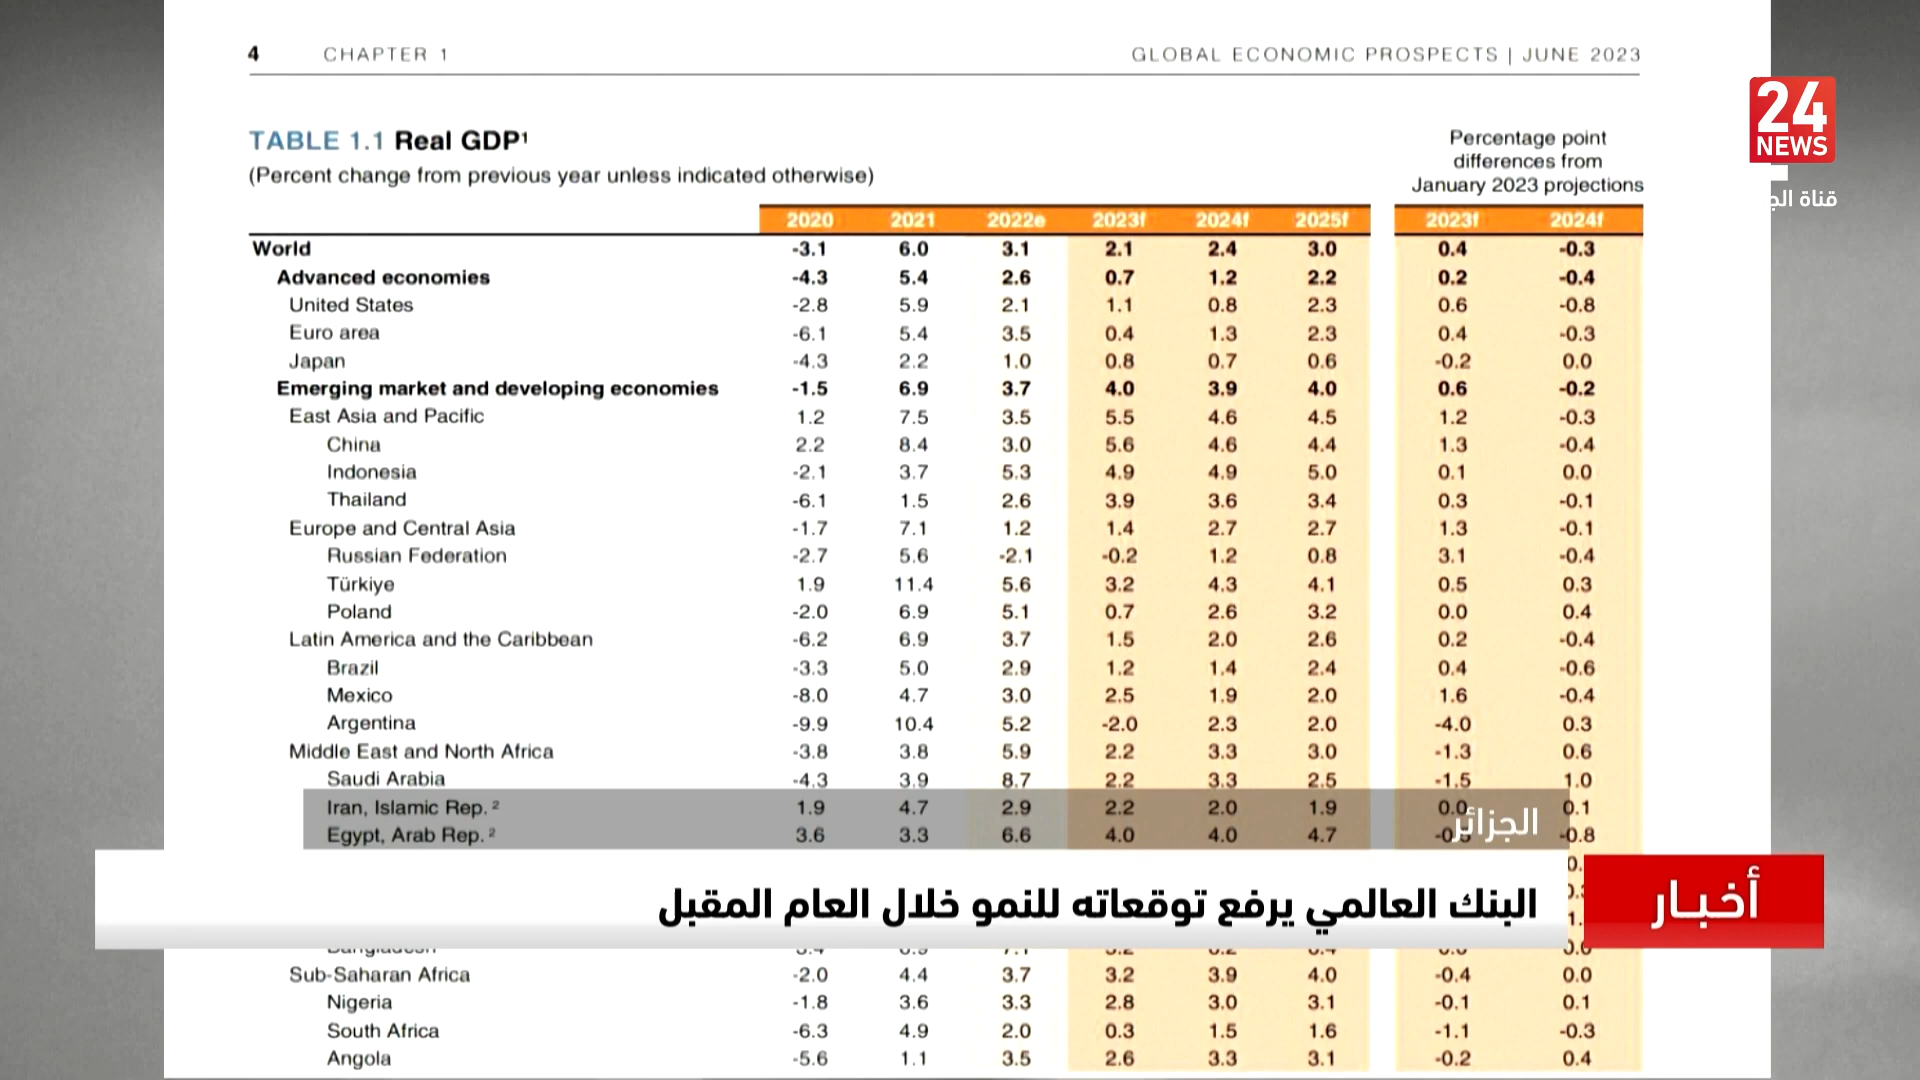 4 CHAPTER 1 GLOBAL ECONOMIC PROSPECTS | JUNE 2023
24
NEWS
قناة
TABLE 1.1 Real GDP¹
(Percent change from previous year unless indicated otherwise)
Percentage point
differences from
January 2023 projections
2020 2021 2022e 2023f 2024f 2025f 2023f 2024f
World -3.1 6.0 3.1 2.1 2.4 3.0 0.4 -0.3
Advanced economies -4.3 5.4 2.6 0.7 1.2 2.2 0.2 -0.4
United States -2.8 5.9 2.1 1.1 0.8 2.3 0.6 -0.8
Euro area -6.1 5.4 3.5 0.4 1.3 2.3 0.4 -0.3
Japan -4.3 2.2 1.0 0.8 0.7 0.6 -0.2 0.0
Emerging market and developing economies -1.5 6.9 3.7 4.0 3.9 4.0 0.6 -0.2
East Asia and Pacific 1.2 7.5 3.5 5.5 4.6 4.5 1.2 -0.3
China 2.2 8.4 3.0 5.6 4.6 4.4 1.3 -0.4
Indonesia -2.1 3.7 5.3 4.9 4.9 5.0 0.1 0.0
Thailand -6.1 1.5 2.6 3.9 3.6 3.4 0.3 -0.1
Europe and Central Asia -1.7 7.1 1.2 1.4 2.7 2.7 1.3 -0.1
Russian Federation -2.7 5.6 -2.1 -0.2 1.2 0.8 3.1 -0.4
Türkiye 1.9 11.4 5.6 3.2 4.3 4.1 0.5 0.3
Poland -2.0 6.9 5.1 0.7 2.6 3.2 0.0 0.4
Latin America and the Caribbean -6.2 6.9 3.7 1.5 2.0 2.6 0.2 -0.4
Brazil -3.3 5.0 2.9 1.2 1.4 2.4 0.4 -0.6
Mexico -8.0 4.7 3.0 2.5 1.9 2.0 1.6 -0.4
Argentina -9.9 10.4 5.2 -2.0 2.3 2.0 -4.0 0.3
Middle East and North Africa -3.8 3.8 5.9 2.2 3.3 3.0 -1.3 0.6
Saudi Arabia -4.3 3.9 8.7 2.2 3.3 2.5 -1.5 1.0
Iran, Islamic Rep. ² 1.9 4.7 2.9 2.2 2.0 1.9 0.0 0.1
Egypt, Arab Rep. ² 3.6 3.3 6.6 4.0 4.0 4.7 -0.8
الجزائر
أخبار
البنك العالمي يرفع توقعاته للنمو خلال العام المقبل
Sub-Saharan Africa -2.0 4.4 3.7 3.2 3.9 4.0 -0.4 0.0
Nigeria -1.8 3.6 3.3 2.8 3.0 3.1 -0.1 0.1
South Africa -6.3 4.9 2.0 0.3 1.5 1.6 -1.1 -0.3
Angola -5.6 1.1 3.5 2.6 3.3 3.1 -0.2 0.4